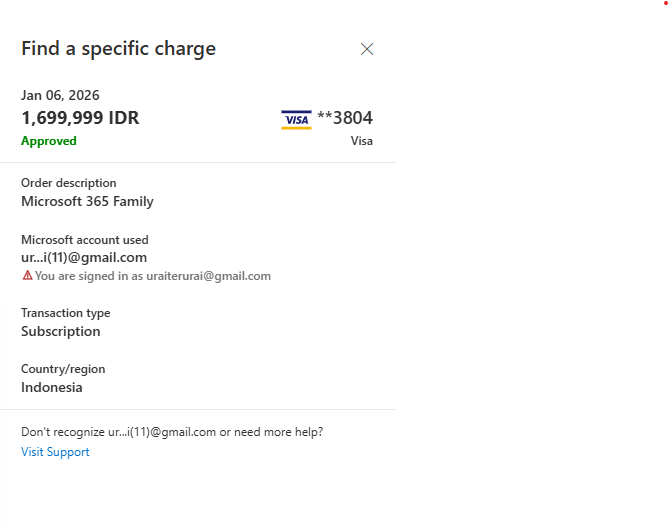 Find a specific charge
Jan 06, 2026
1,699,999 IDR
VISA **3804
Approved
Visa
Order description
Microsoft 365 Family
Microsoft account used
ur...i(11)@gmail.com
You are signed in as uraiterurai@gmail.com
Transaction type
Subscription
Country/region
Indonesia
Don't recognize ur...i(11)@gmail.com or need more help?
Visit Support